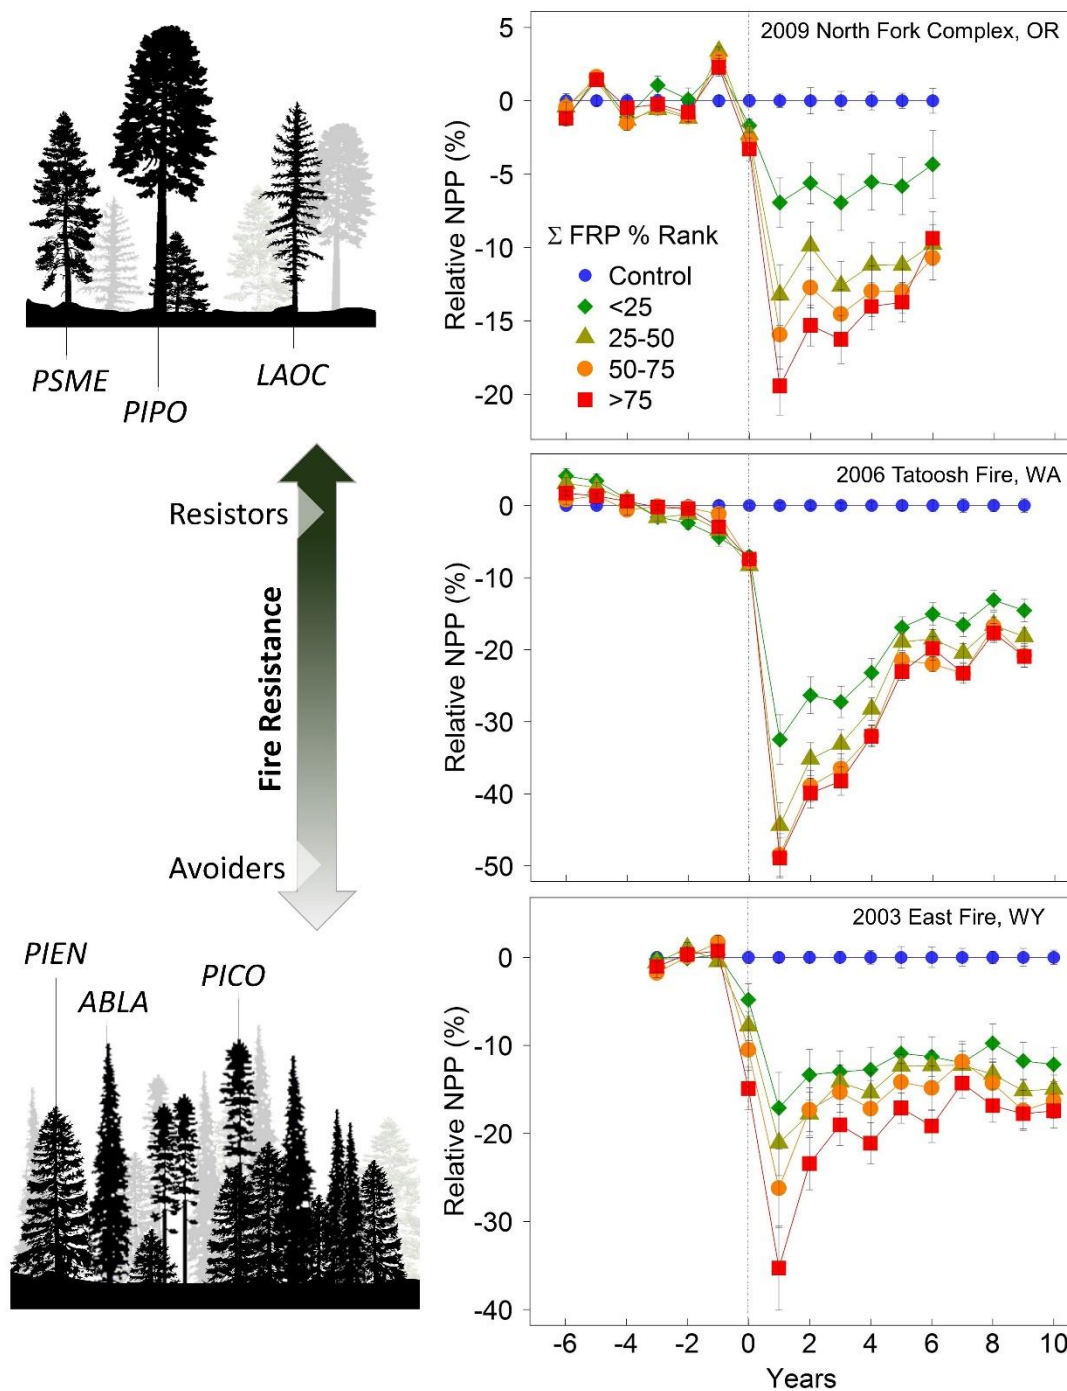 PSME
PIPO
LAOC
Resistors
Fire Resistance
Avoiders
PIEN
ABLA
PICO
2009 North Fork Complex, OR
Relative NPP (%)
5
0
-5
-10
-15
-20
Σ FRP % Rank
Control
<25
25-50
50-75
>75
2006 Tatoosh Fire, WA
Relative NPP (%)
0
-10
-20
-30
-40
-50
2003 East Fire, WY
Relative NPP (%)
0
-10
-20
-30
-40
-6 -4 -2 0 2 4 6 8 10
Years